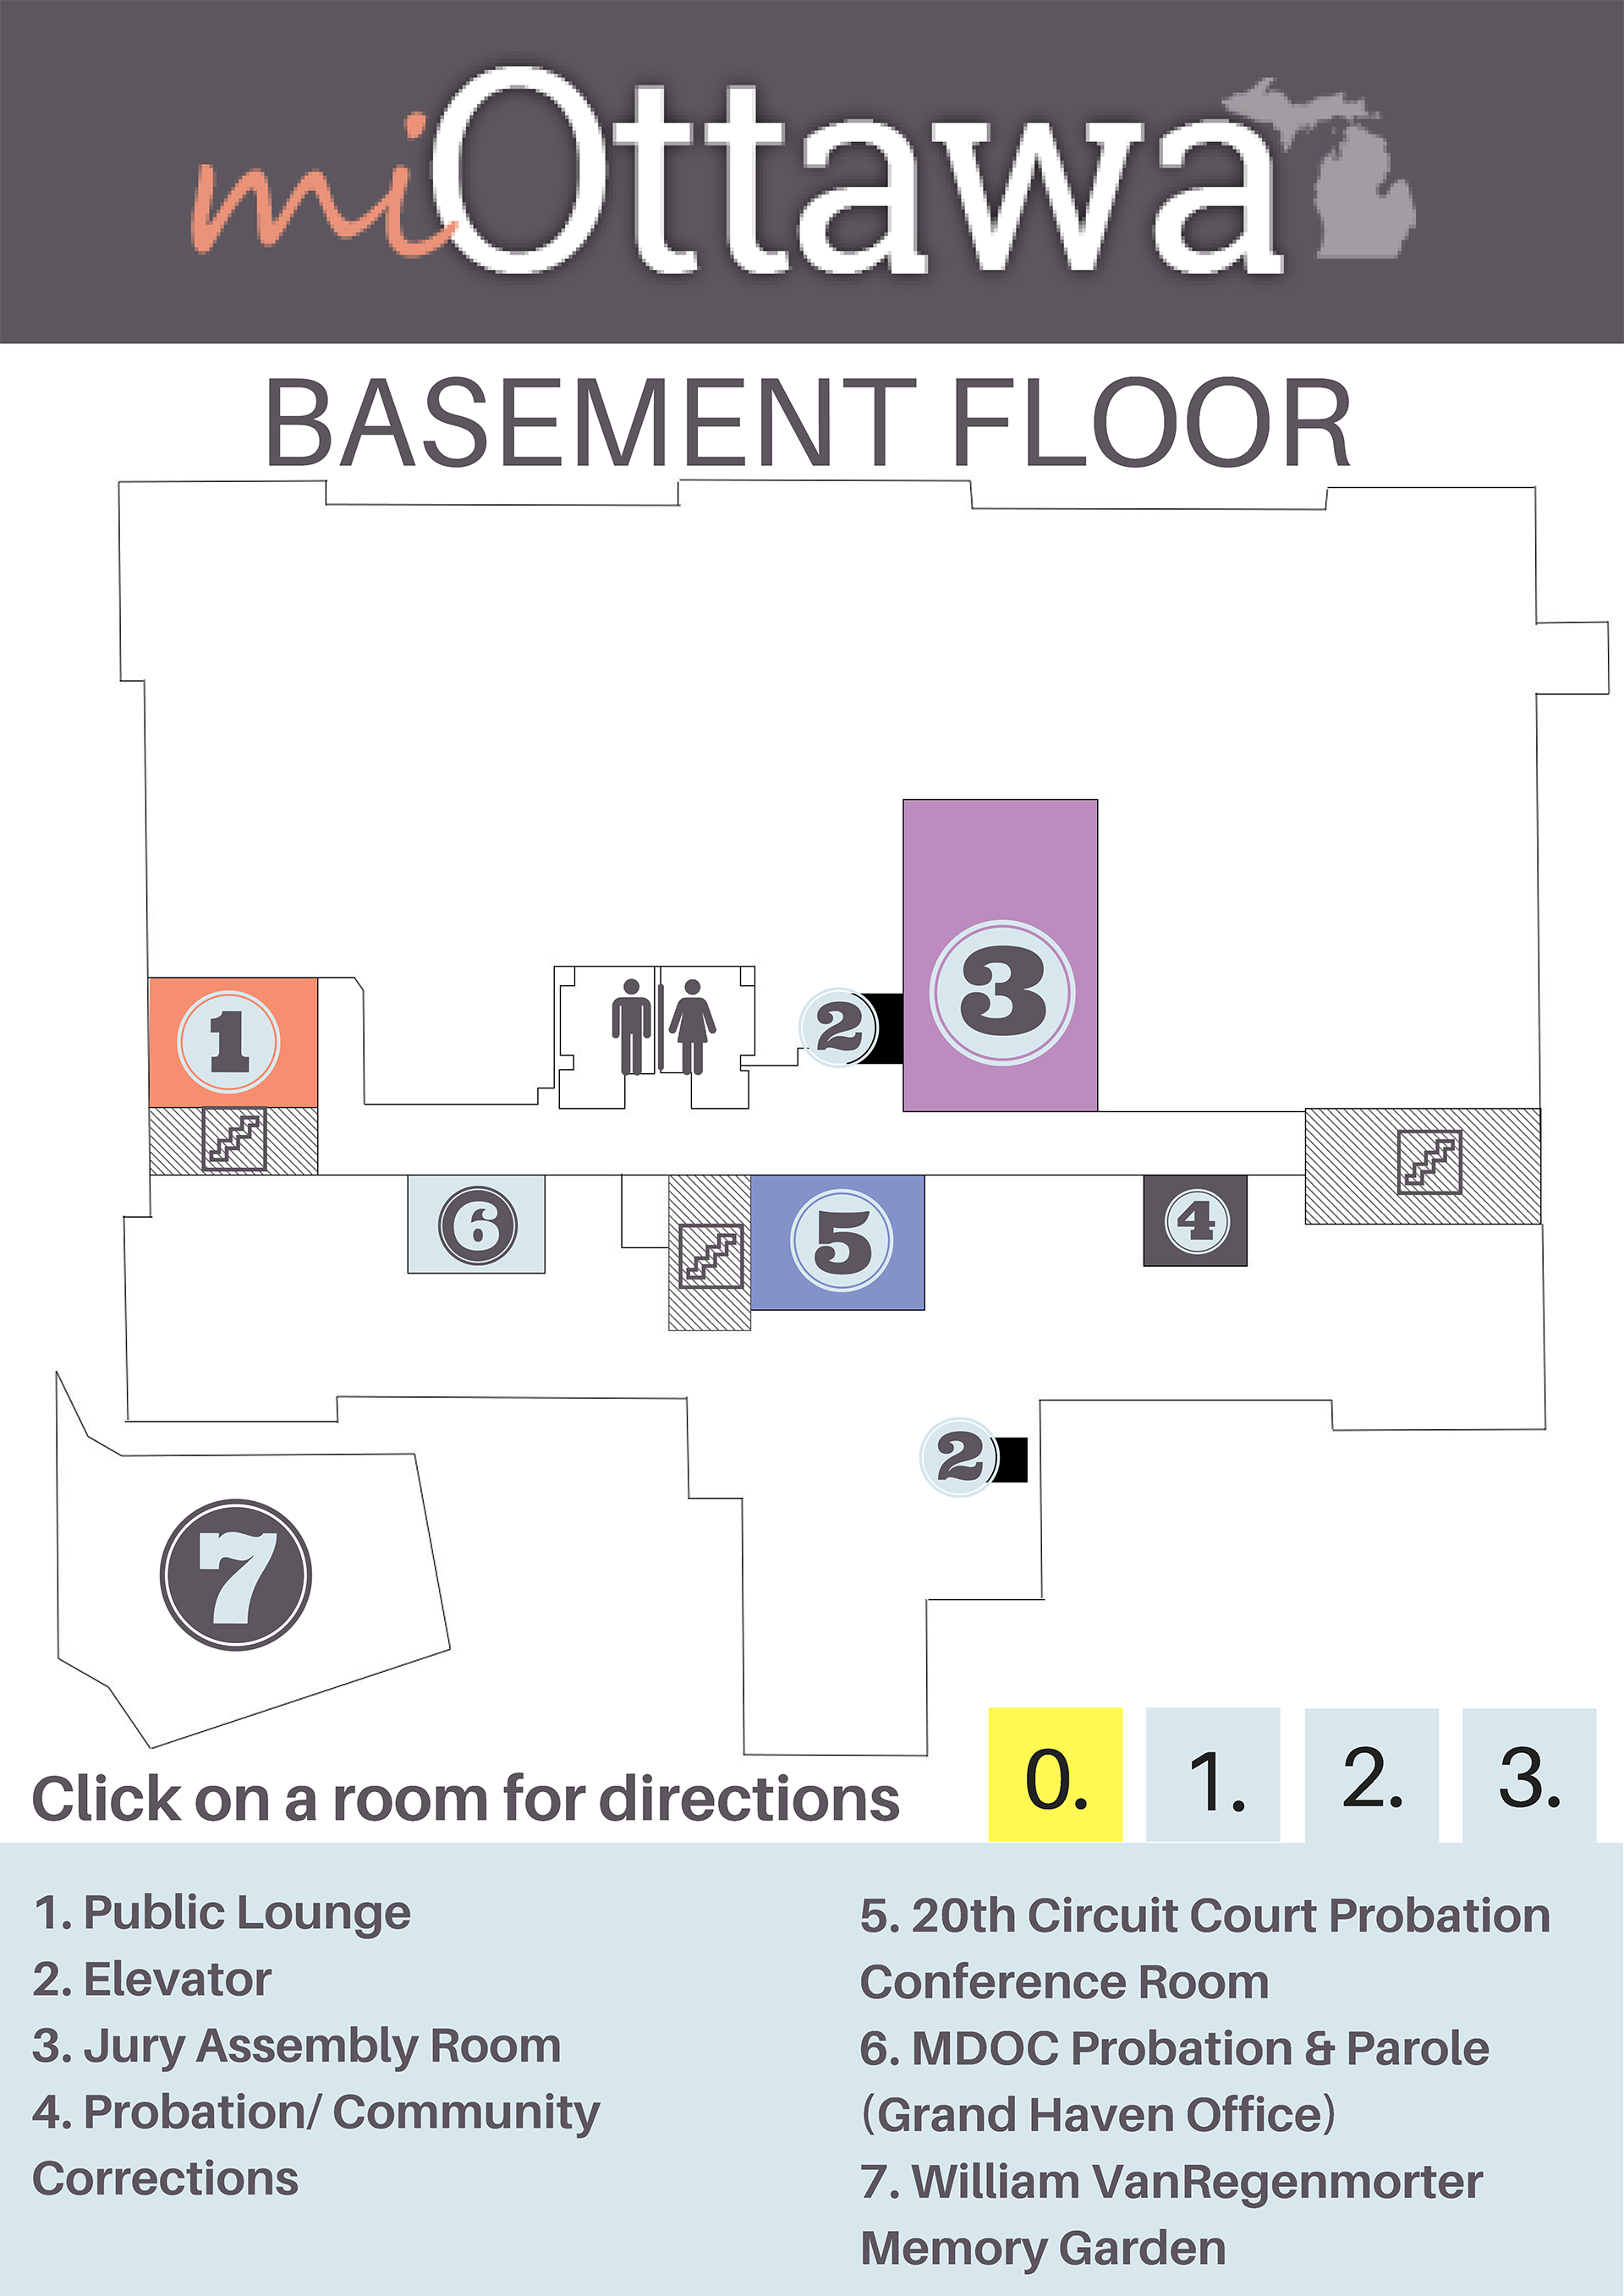 miOttawa
BASEMENT FLOOR
3
2
1
6
5
4
2
7
Click on a room for directions
0.
1.
2.
3.
1. Public Lounge
2. Elevator
3. Jury Assembly Room
4. Probation/ Community
Corrections
5. 20th Circuit Court Probation
Conference Room
6. MDOC Probation & Parole
(Grand Haven Office)
7. William VanRegenmorter
Memory Garden